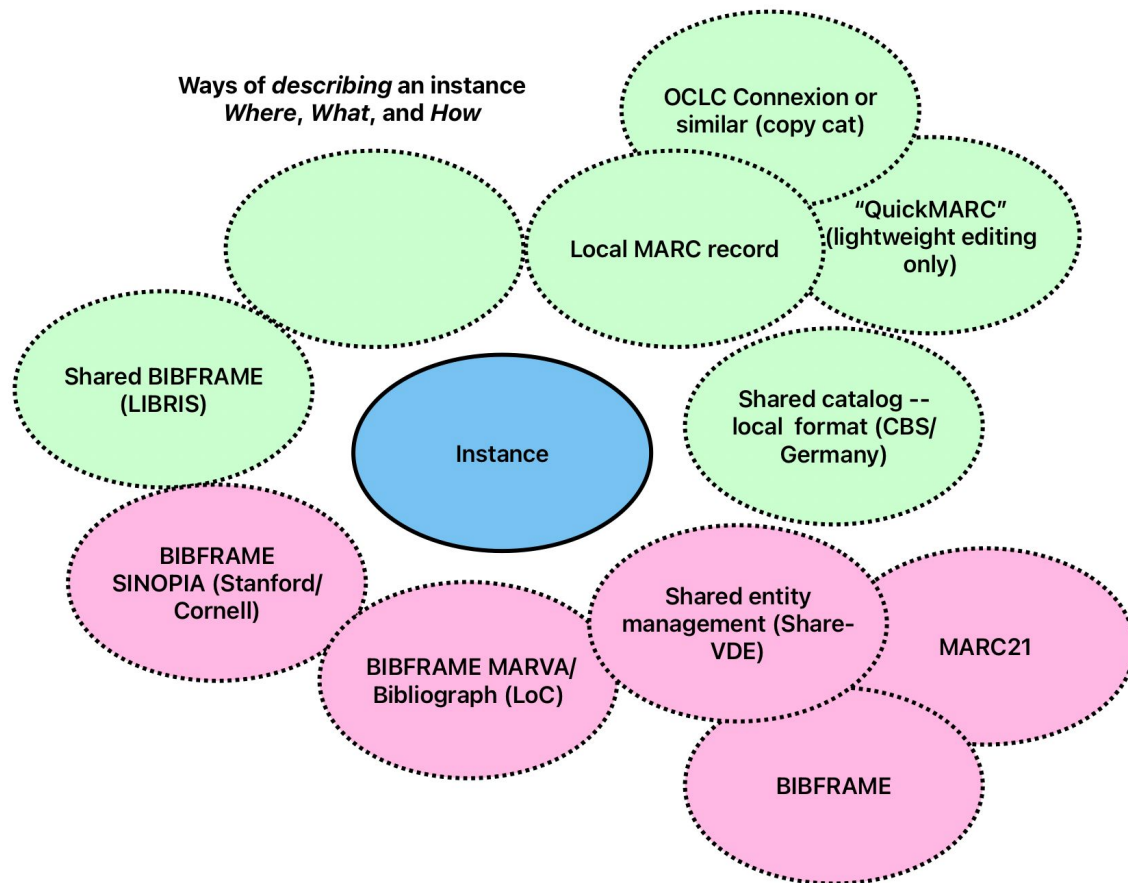 Ways of describing an instance
Where, What, and How
OCLC Connexion or
similar (copy cat)
“QuickMARC”
(lightweight editing
only)
Local MARC record
Shared BIBFRAME
(LIBRIS)
Shared catalog --
local format (CBS/
Germany)
Instance
BIBFRAME
SINOPIA (Stanford/
Cornell)
Shared entity
management (Share-
VDE)
MARC21
BIBFRAME MARVA/
Bibliograph (LoC)
BIBFRAME